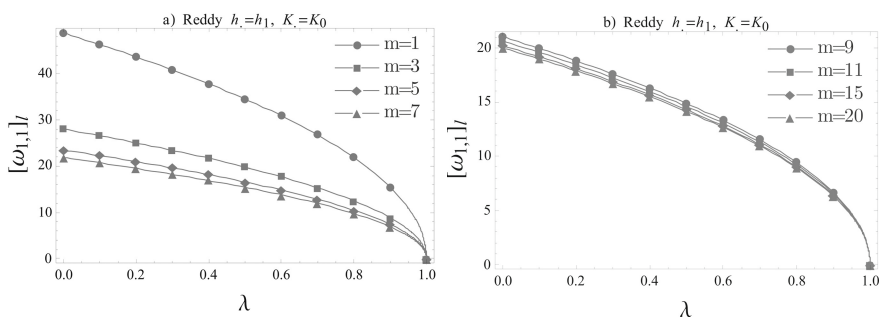 a) Reddy h.=h₁, K.=K₀
m=1
m=3
m=5
m=7
40
30
20
10
0
0.0 0.2 0.4 0.6 0.8 1.0
[ω₁,₁]ₗ
λ
b) Reddy h.=h₁, K.=K₀
m=9
m=11
m=15
m=20
20
15
10
5
0
0.0 0.2 0.4 0.6 0.8 1.0
[ω₁,₁]ₗ
λ